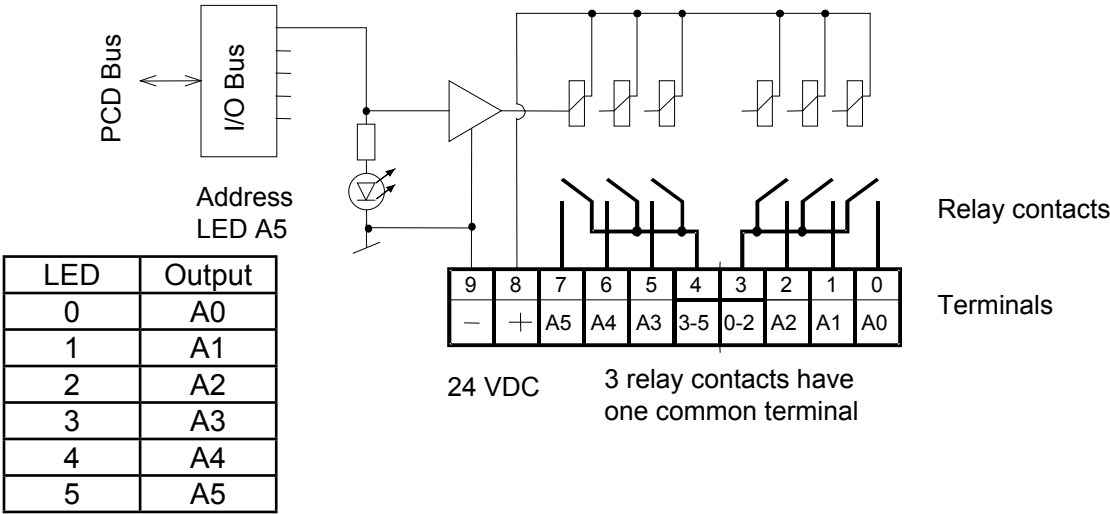 PCD Bus
I/O Bus
Address
LED A5
Relay contacts
LED Output
0 A0
1 A1
2 A2
3 A3
4 A4
5 A5
9 8 7 6 5 4 3 2 1 0
– + A5 A4 A3 3-5 0-2 A2 A1 A0
Terminals
24 VDC
3 relay contacts have
one common terminal